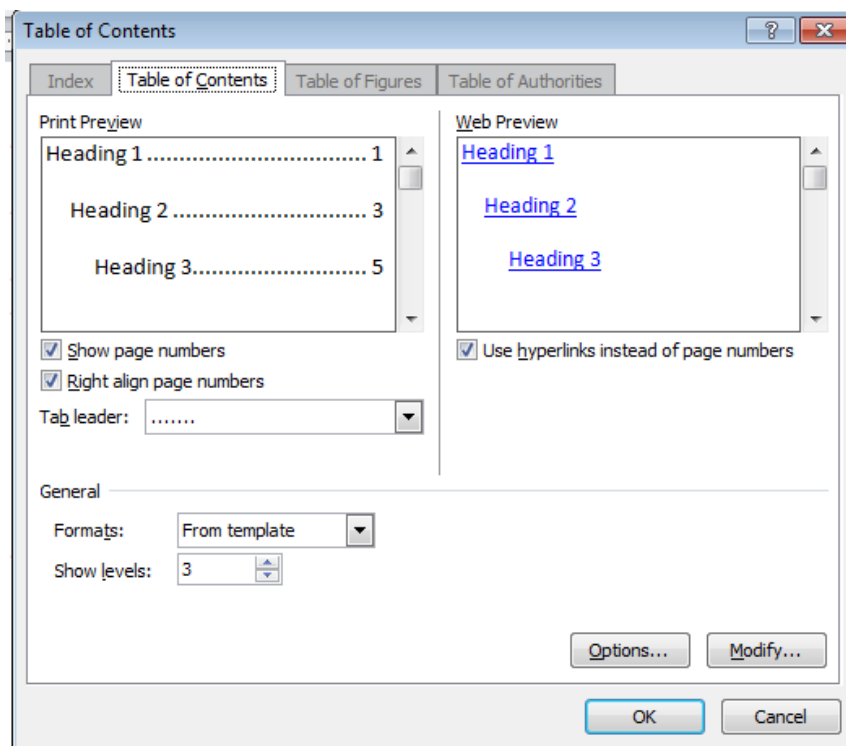 Table of Contents
Index Table of Contents Table of Figures Table of Authorities
Print Preview
Heading 1.................................. 1
Heading 2................................ 3
Heading 3......................... 5
Show page numbers
Right align page numbers
Tab leader: .......
Web Preview
Heading 1
Heading 2
Heading 3
Use hyperlinks instead of page numbers
General
Formats: From template
Show levels: 3
Options... Modify...
OK Cancel